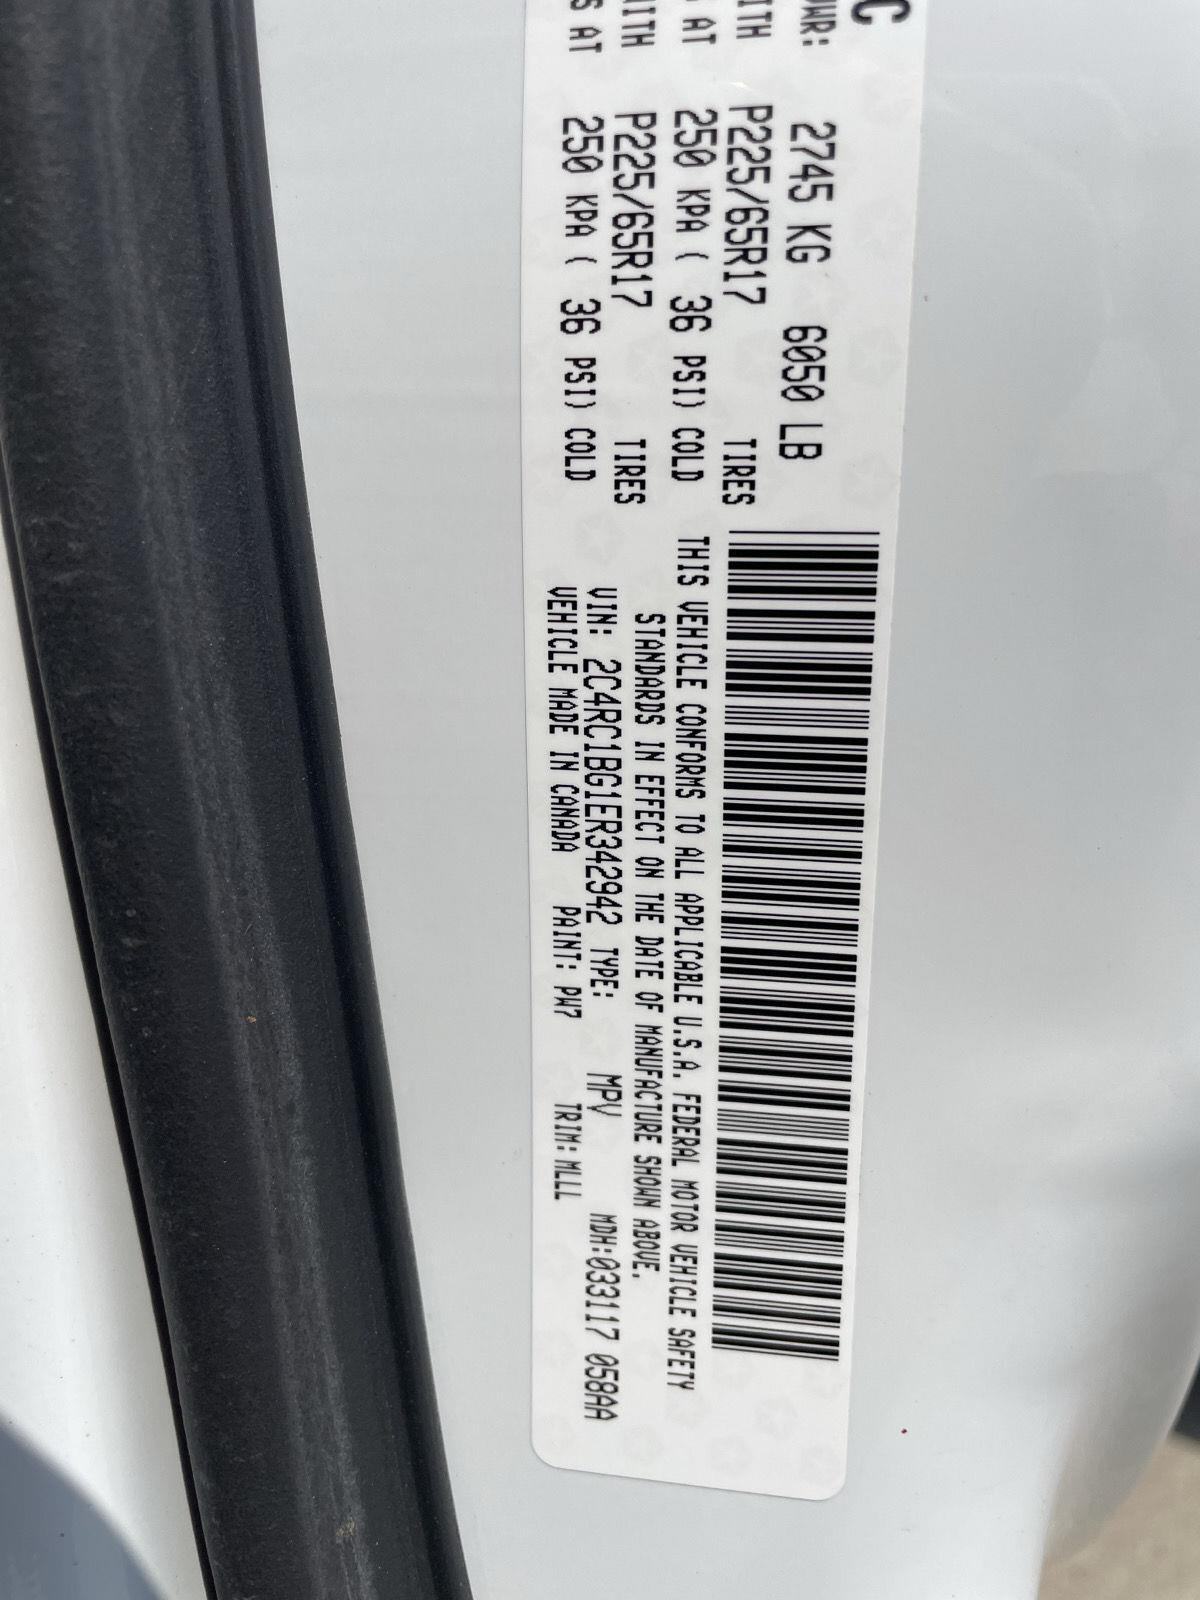 C
2745 KG 6050 LB
P225/65R17 TIRES
AT 250 KPA ( 36 PSI) COLD
P225/65R17 TIRES
AT 250 KPA ( 36 PSI) COLD
THIS VEHICLE CONFORMS TO ALL APPLICABLE U.S.A. FEDERAL MOTOR VEHICLE SAFETY
STANDARDS IN EFFECT ON THE DATE OF MANUFACTURE SHOWN ABOVE.
VIN: 2C4RC1BG1ER342942 TYPE: MPV MDH:033117 058AA
VEHICLE MADE IN CANADA PAINT: PW7 TRIM: MLLL